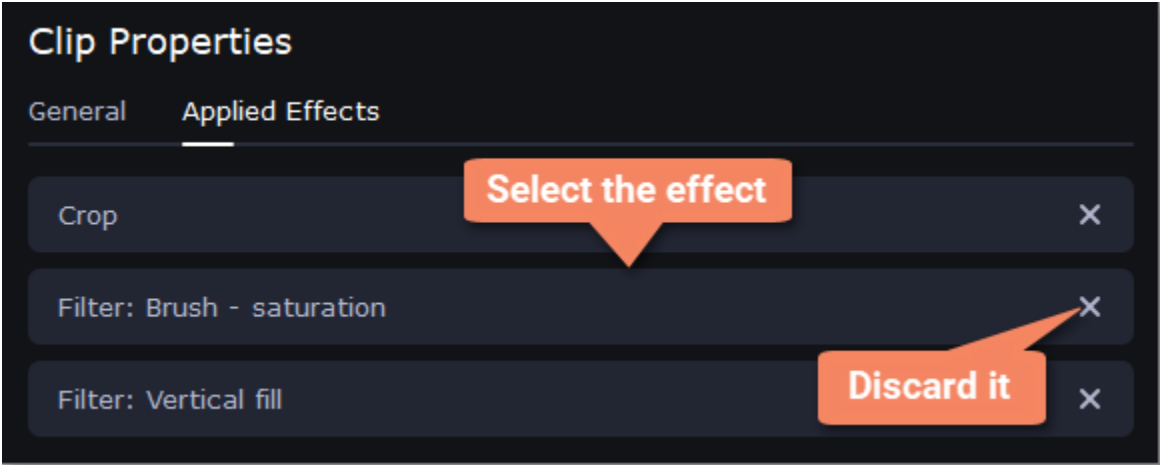 Clip Properties
General Applied Effects
Select the effect
Crop
Filter: Brush - saturation
Discard it
Filter: Vertical fill